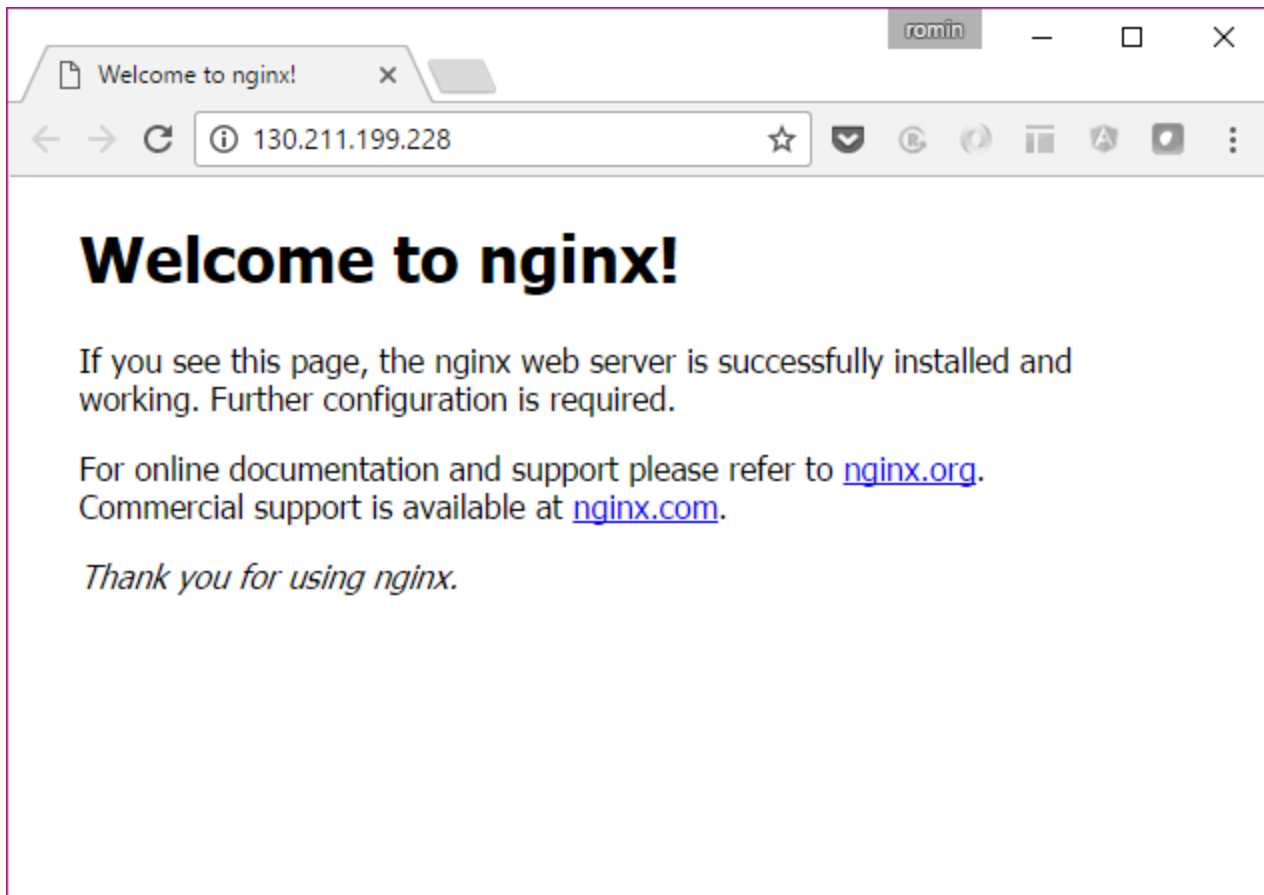 romin
Welcome to nginx!
130.211.199.228
Welcome to nginx!
If you see this page, the nginx web server is successfully installed and
working. Further configuration is required.
For online documentation and support please refer to nginx.org.
Commercial support is available at nginx.com.
Thank you for using nginx.